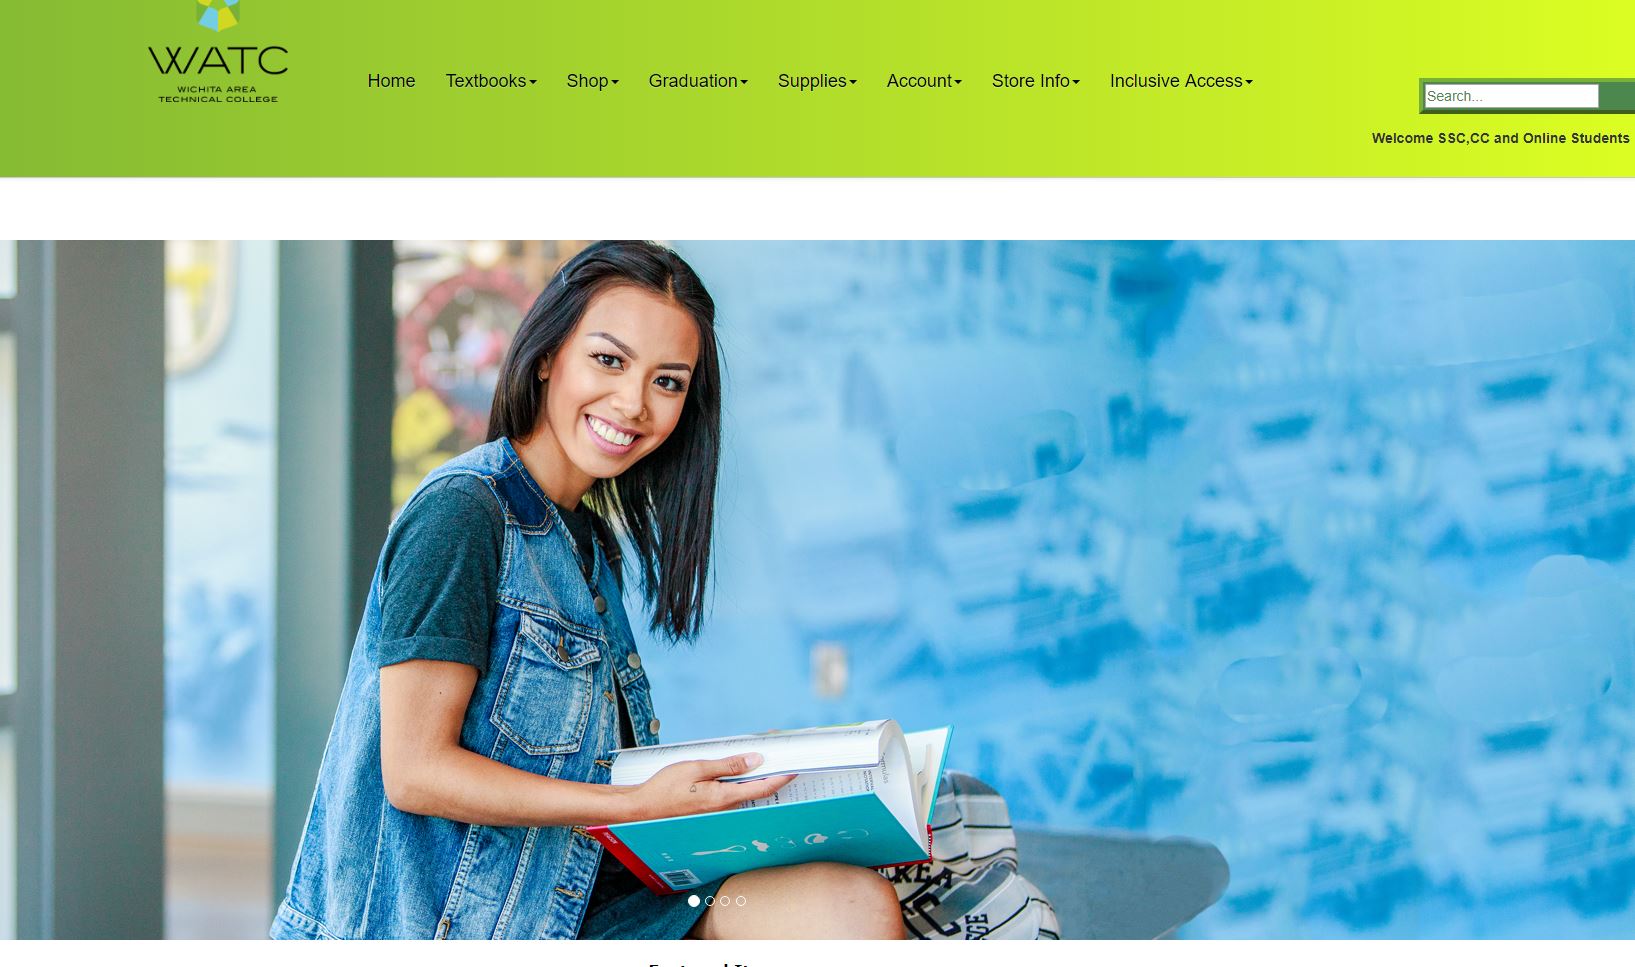 WATC
WICHITA AREA
TECHNICAL COLLEGE
Home Textbooks Shop Graduation Supplies Account Store Info Inclusive Access
Search...
Welcome SSC,CC and Online Students